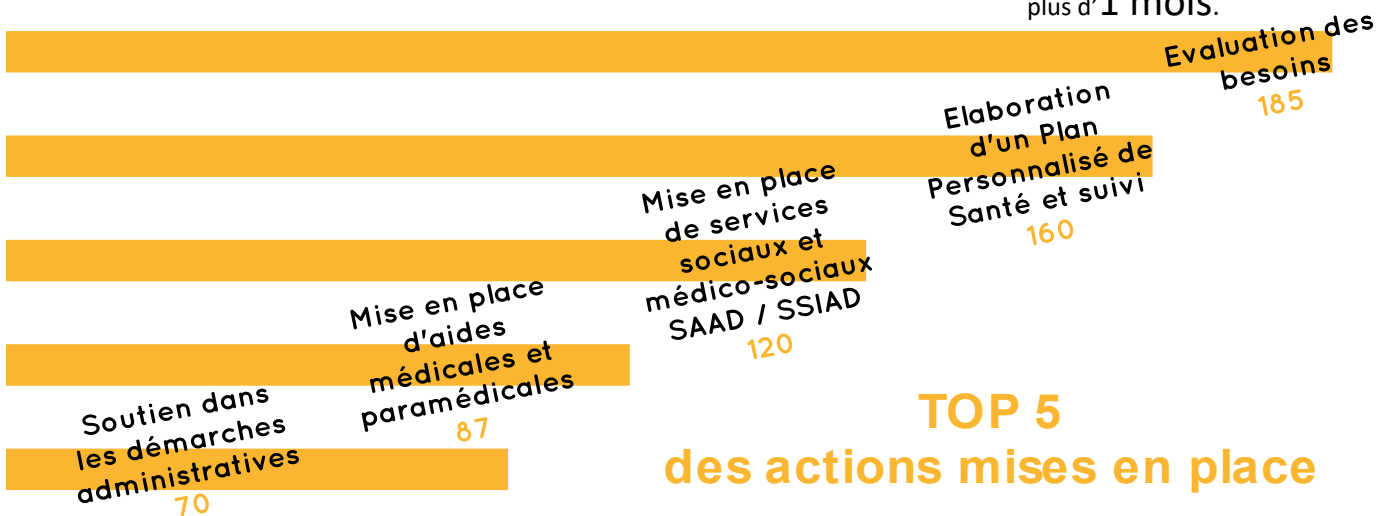 plus d'1 mois.
Evaluation des
besoins
185
Elaboration
d'un Plan
Personnalisé de
Santé et suivi
160
Mise en place
de services
sociaux et
médico-sociaux
SAAD / SSIAD
120
Mise en place
d'aides
médicales et
paramédicales
87
Soutien dans
les démarches
administratives
70
TOP 5
des actions mises en place